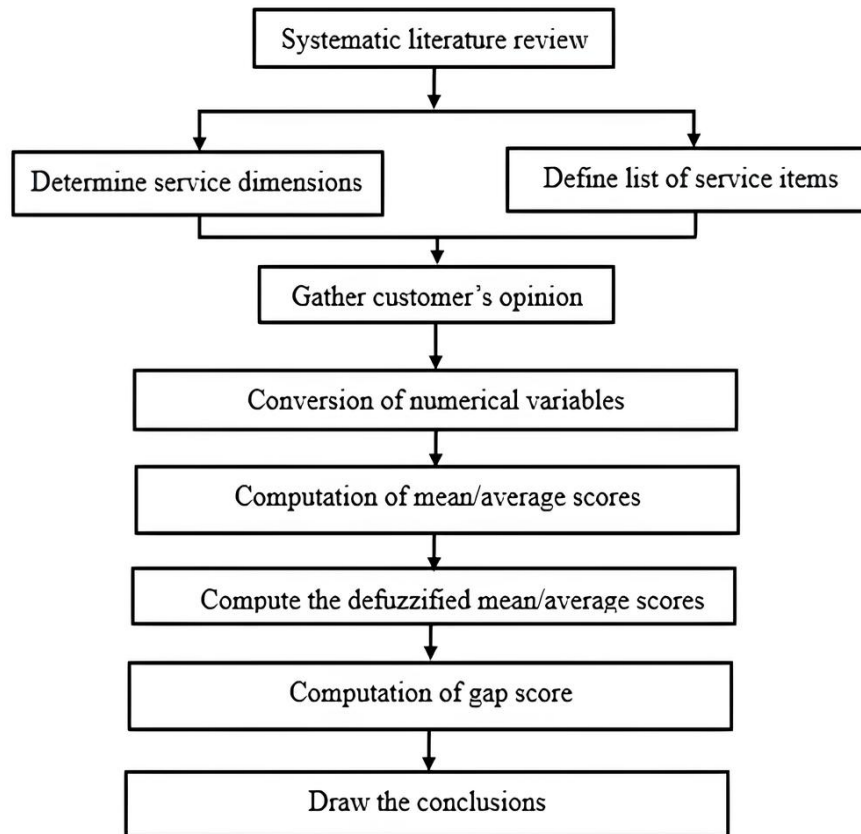 Systematic literature review
Determine service dimensions
Define list of service items
Gather customer’s opinion
Conversion of numerical variables
Computation of mean/average scores
Compute the defuzzified mean/average scores
Computation of gap score
Draw the conclusions